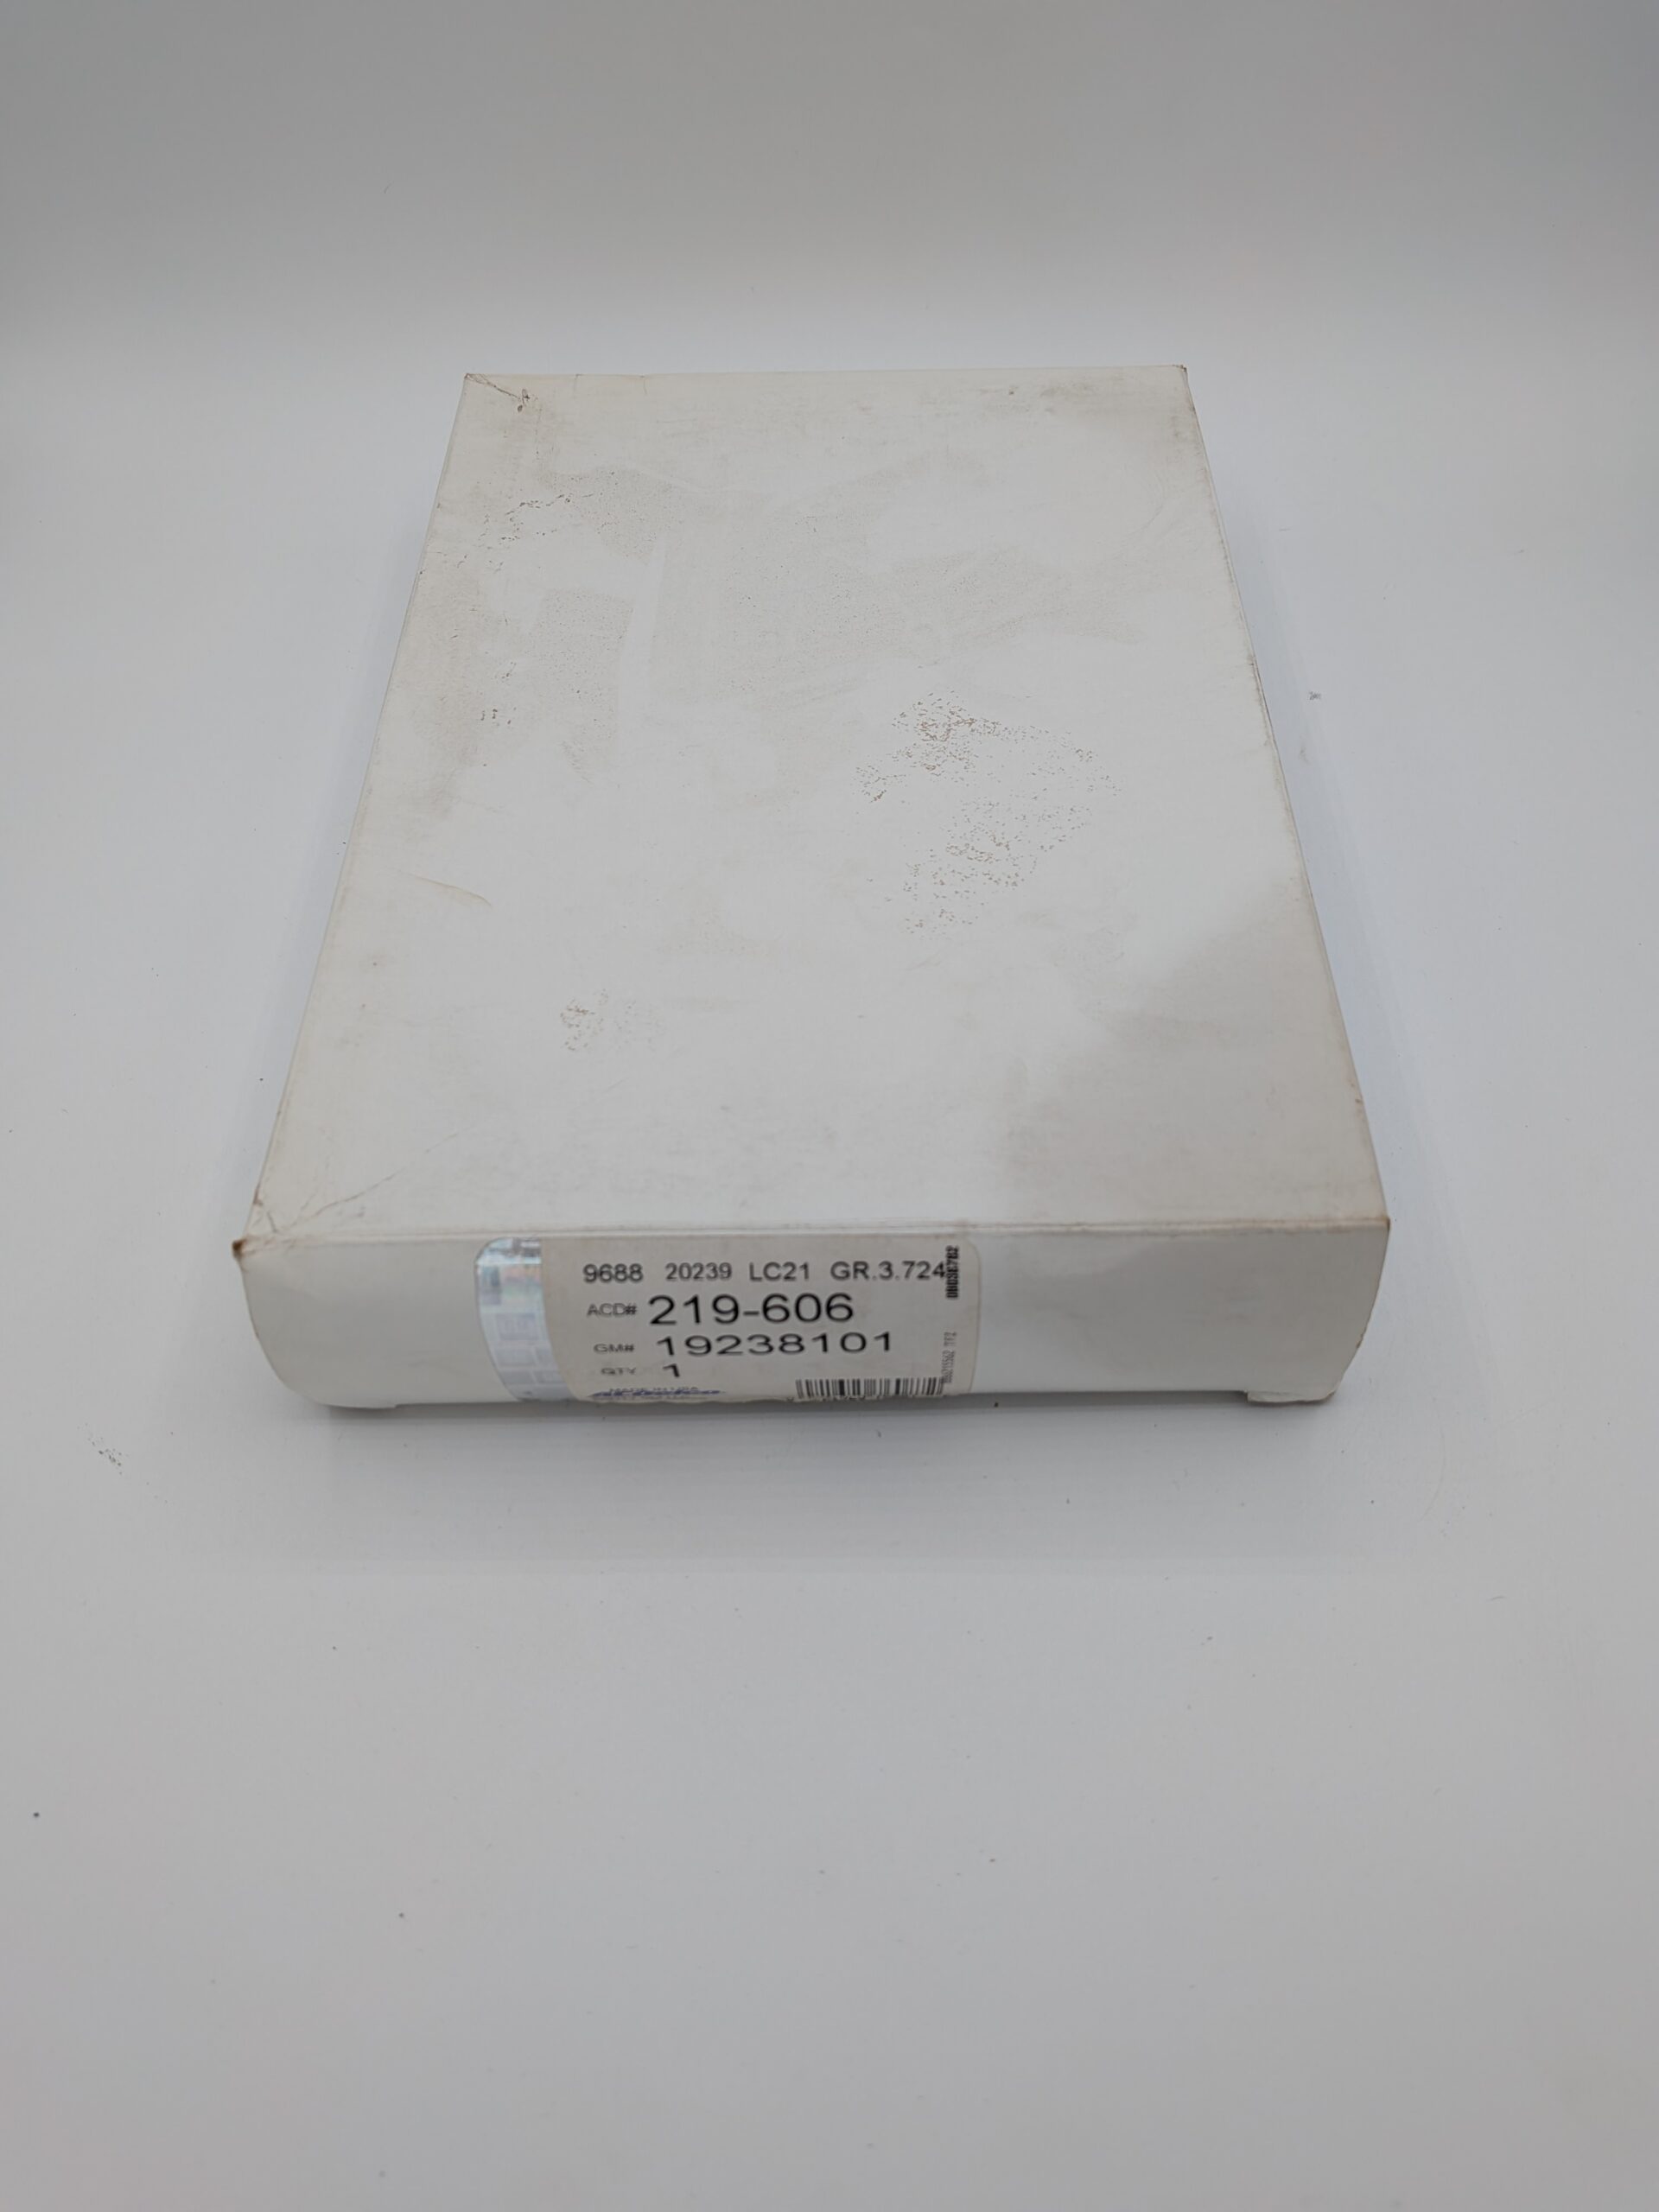 9688 20239 LC21 GR.3.724
ACD# 219-606
GM# 19238101
QTY 1